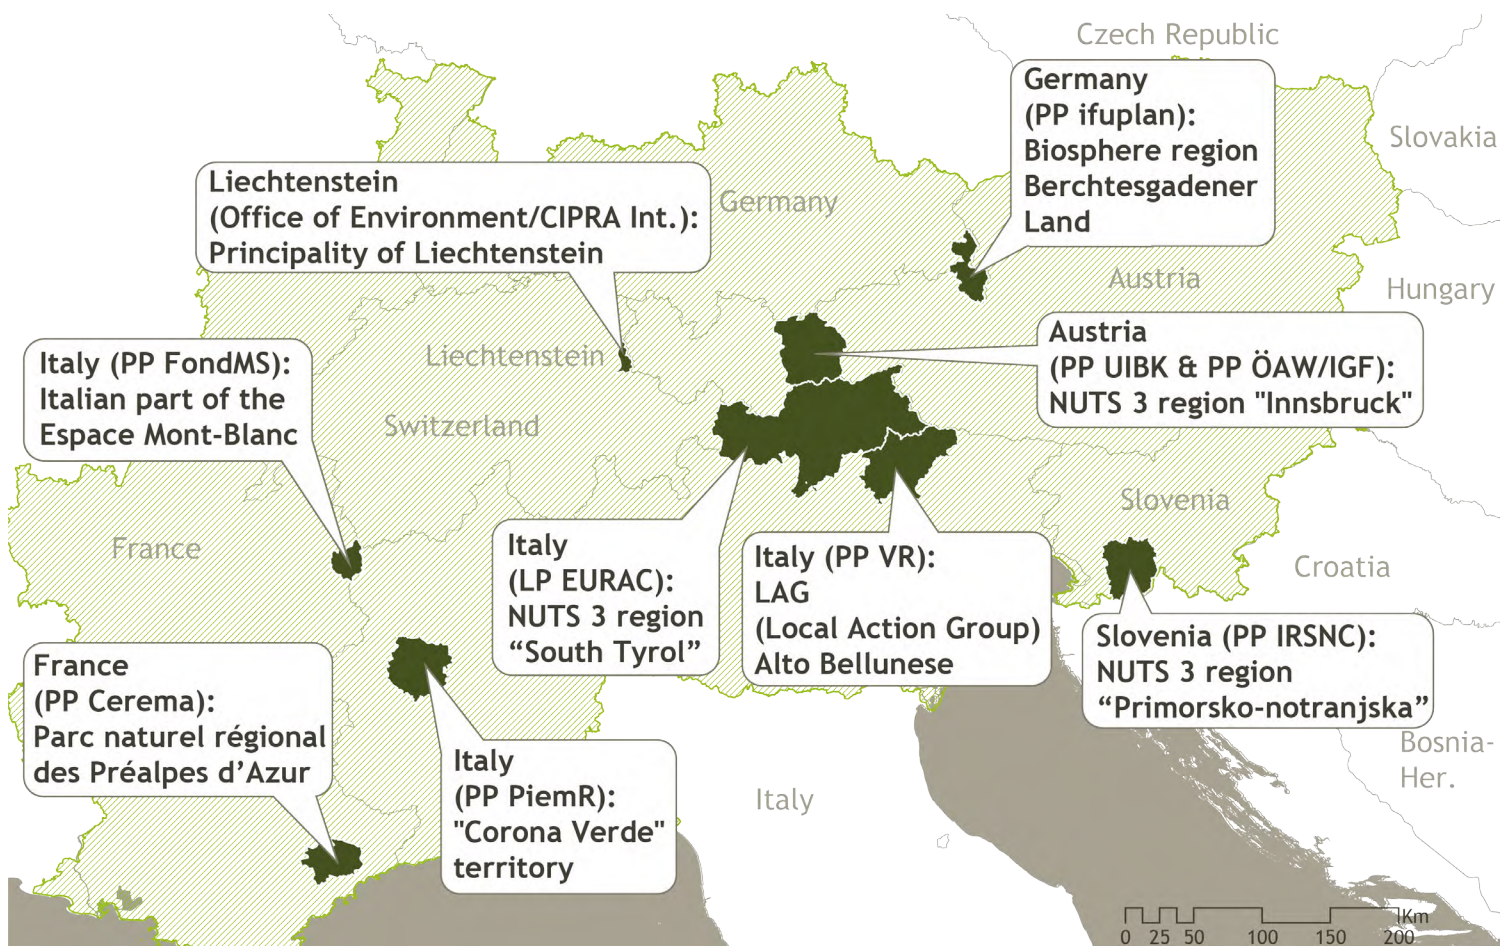 Czech Republic
Germany
(PP ifuplan):
Biosphere region
Berchtesgadener
Land
Slovakia
Liechtenstein
(Office of Environment/CIPRA Int.):
Principality of Liechtenstein
Germany
Austria
Hungary
Austria
(PP UIBK & PP ÖAW/IGF):
NUTS 3 region "Innsbruck"
Italy (PP FondMS):
Italian part of the
Espace Mont-Blanc
Liechtenstein
Switzerland
Slovenia
France
Croatia
Italy
(LP EURAC):
NUTS 3 region
“South Tyrol”
Italy (PP VR):
LAG
(Local Action Group)
Alto Bellunese
Slovenia (PP IRSNC):
NUTS 3 region
“Primorsko-notranjska”
France
(PP Cerema):
Parc naturel régional
des Préalpes d’Azur
Italy
(PP PiemR):
"Corona Verde"
territory
Italy
Bosnia-
Her.
Km
0 25 50 100 150 200